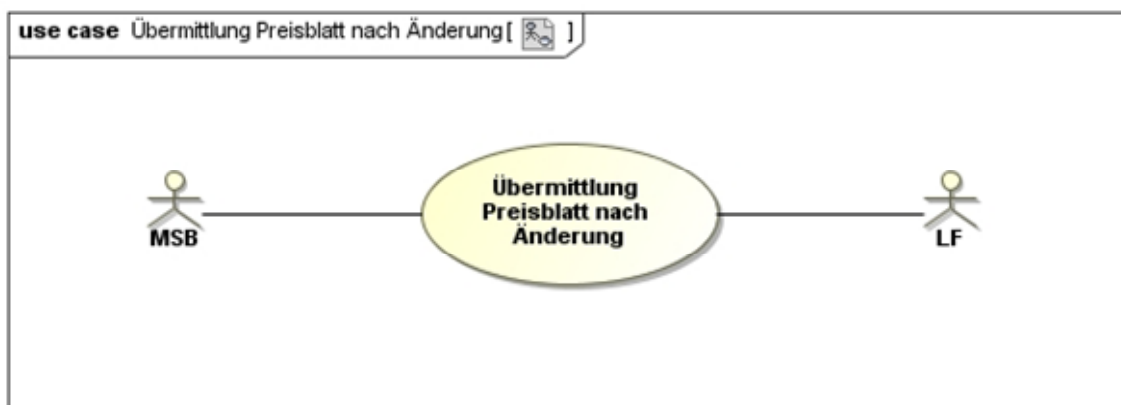 use case Übermittlung Preisblatt nach Änderung[ ]
Übermittlung
Preisblatt nach
Änderung
MSB
LF